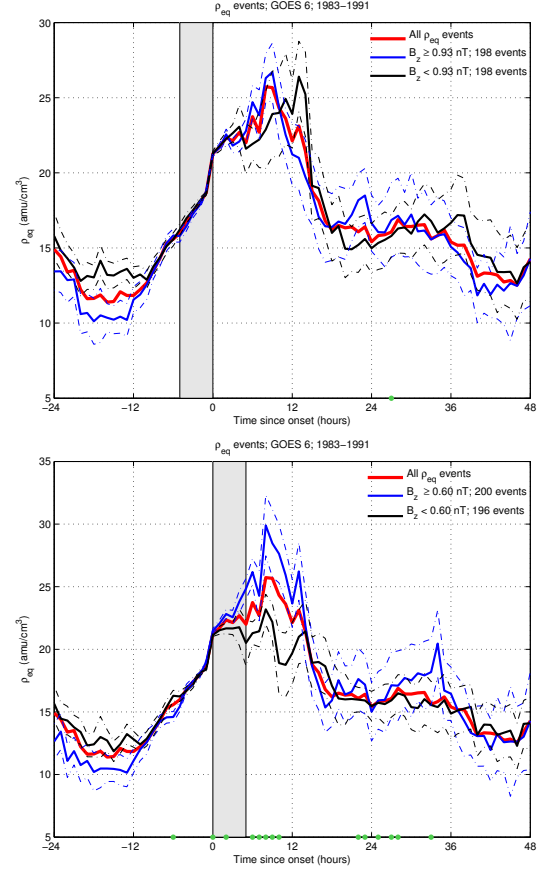 ρeq events; GOES 6; 1983−1991
All ρeq events
Bz ≥ 0.93 nT; 198 events
Bz < 0.93 nT; 198 events
ρeq (amu/cm³)
30
25
20
15
10
5
−24 −12 0 12 24 36 48
Time since onset (hours)
ρeq events; GOES 6; 1983−1991
All ρeq events
Bz ≥ 0.60 nT; 200 events
Bz < 0.60 nT; 196 events
ρeq (amu/cm³)
35
30
25
20
15
10
5
−24 −12 0 12 24 36 48
Time since onset (hours)